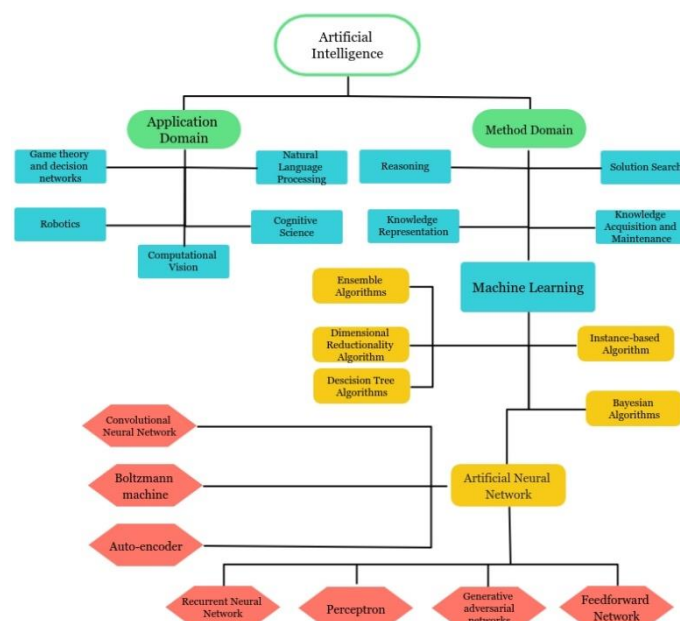 Artificial
Intelligence
Application
Domain
Method Domain
Game theory
and decision
networks
Natural
Language
Processing
Reasoning
Solution Search
Robotics
Cognitive
Science
Knowledge
Representation
Knowledge
Acquisition and
Maintenance
Computational
Vision
Machine Learning
Ensemble
Algorithms
Dimensional
Reductionality
Algorithm
Instance-based
Algorithm
Descision Tree
Algorithms
Bayesian
Algorithms
Convolutional
Neural Network
Boltzmann
machine
Artificial Neural
Network
Auto-encoder
Recurrent Neural
Network
Perceptron
Generative
adversarial
networks
Feedforward
Network